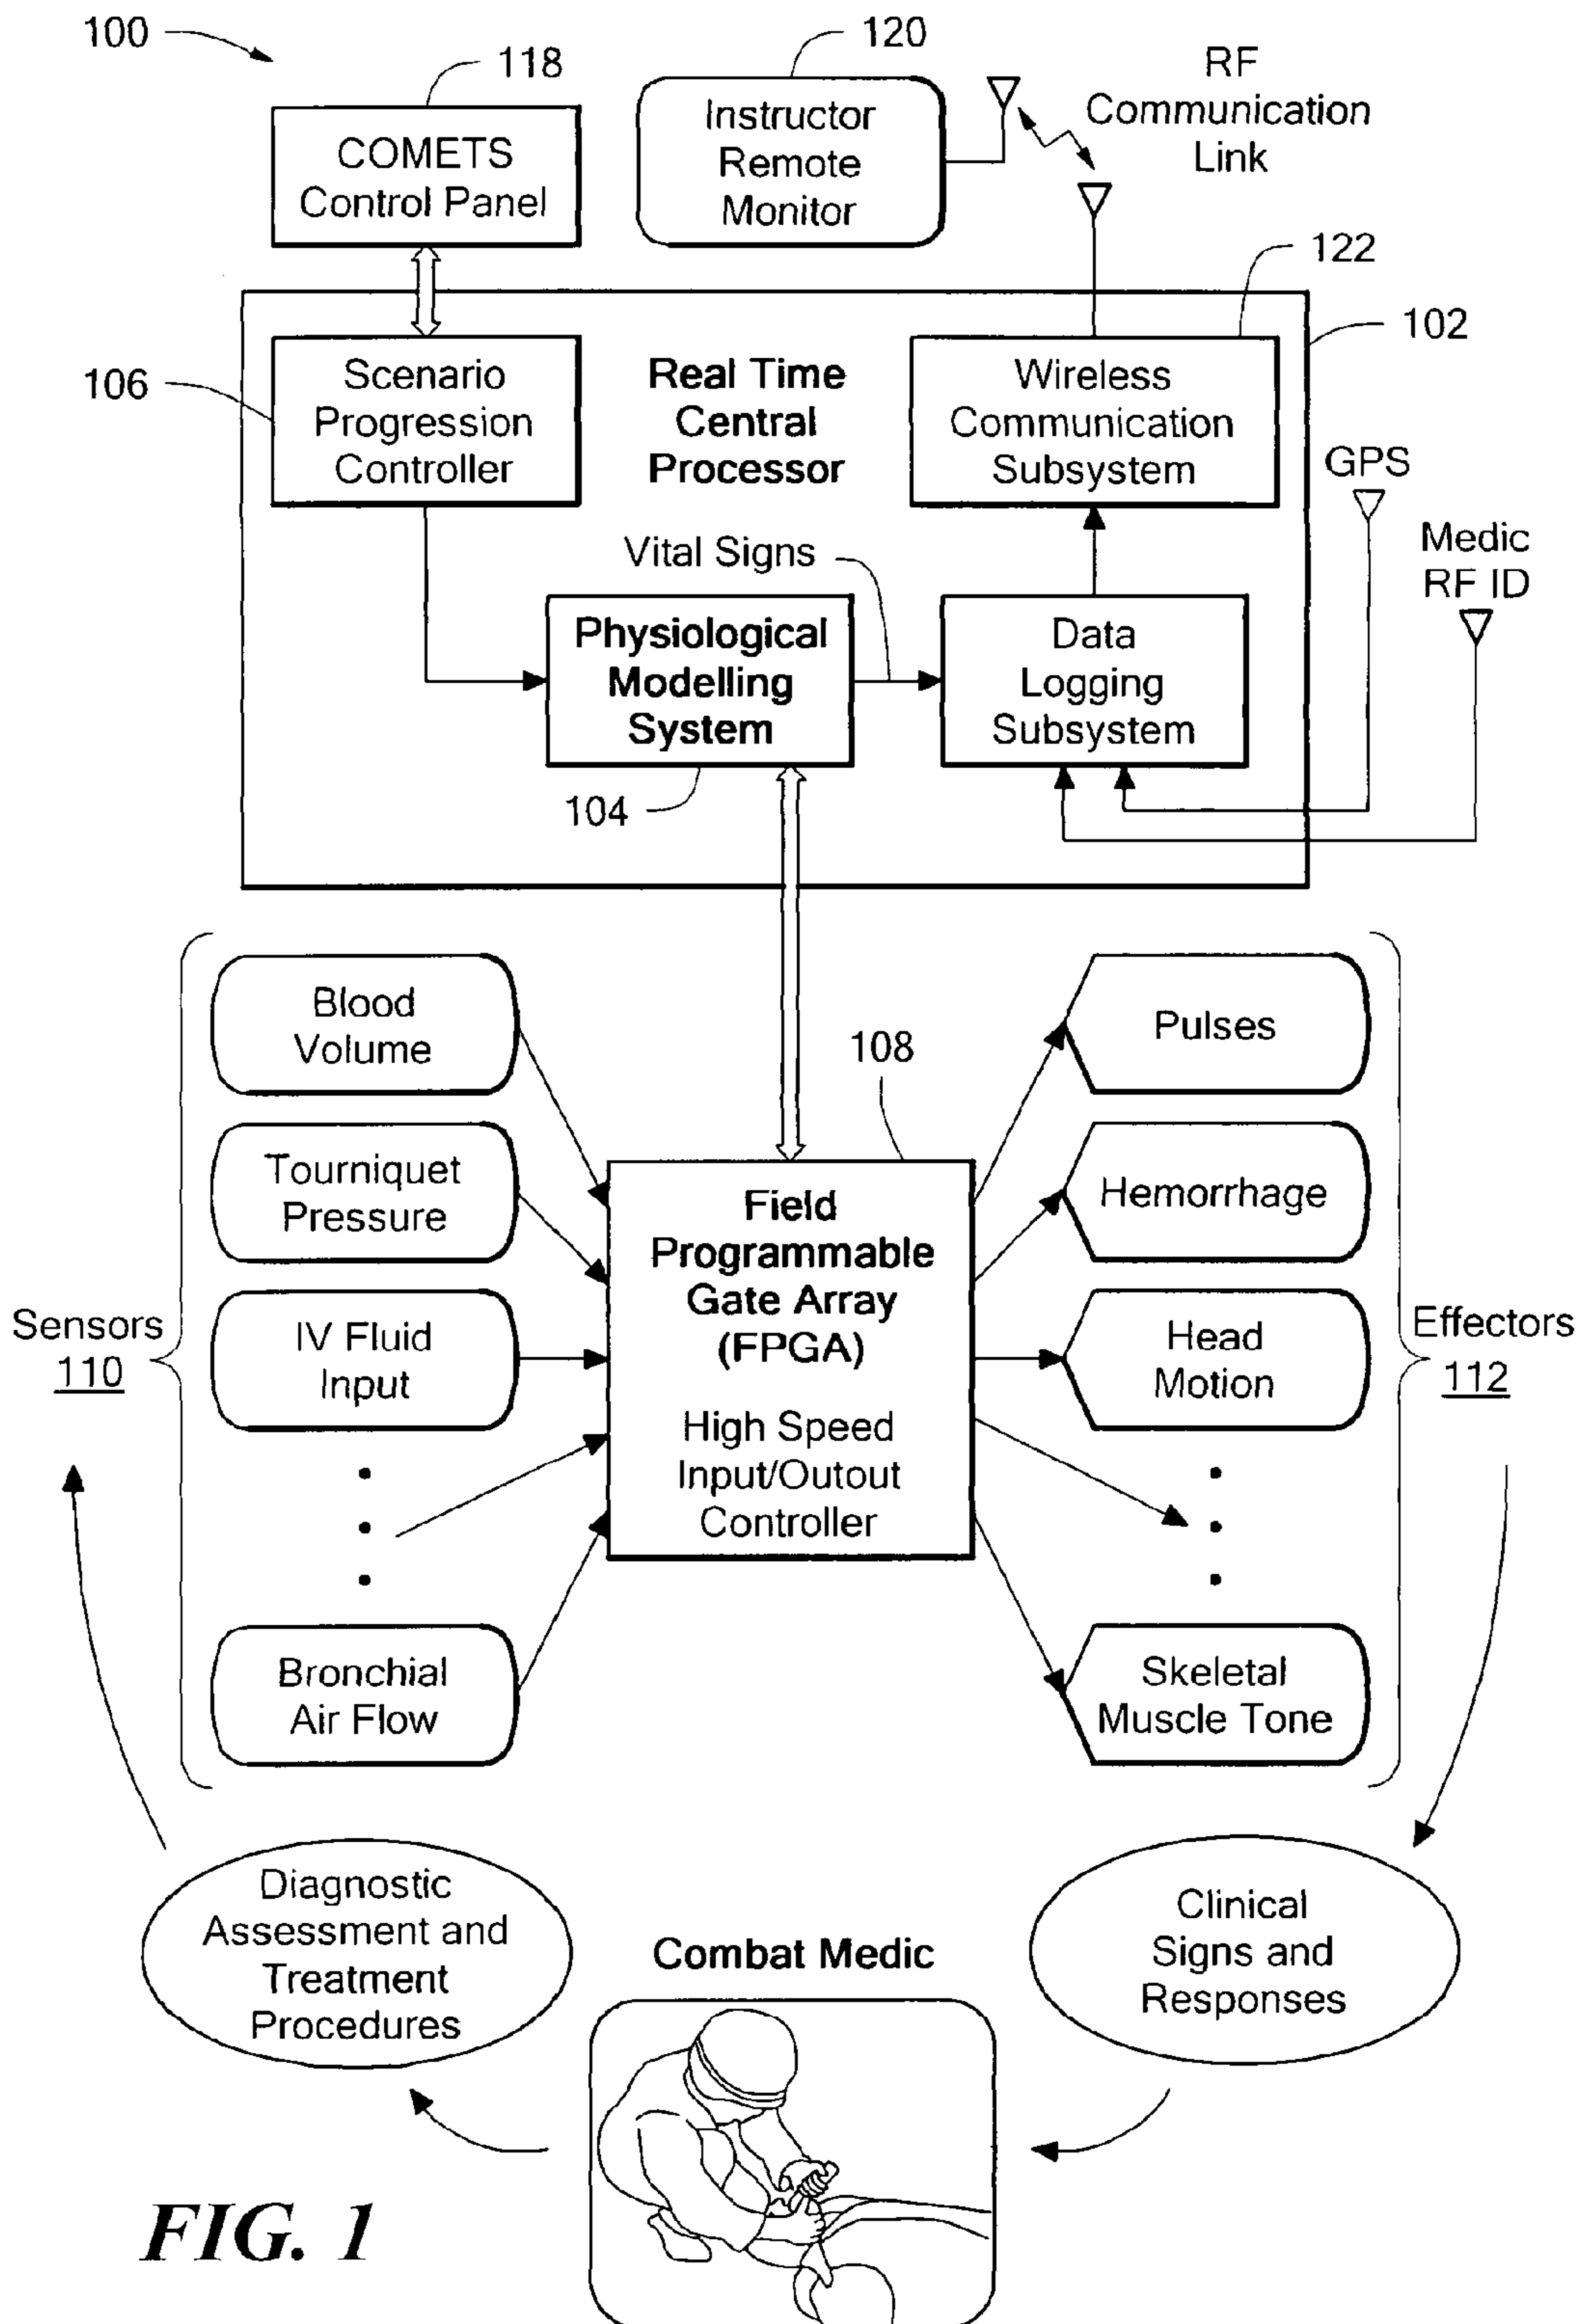 100
118
120
RF
Communication
Link
COMETS
Control Panel
Instructor
Remote
Monitor
122
102
106
Scenario
Progression
Controller
Real Time
Central
Processor
Wireless
Communication
Subsystem
GPS
Medic
RF ID
Vital Signs
Physiological
Modelling
System
Data
Logging
Subsystem
104
Blood
Volume
108
Pulses
Tourniquet
Pressure
Field
Programmable
Gate Array
(FPGA)
High Speed
Input/Outout
Controller
Hemorrhage
Sensors
110
IV Fluid
Input
Head
Motion
Effectors
112
Bronchial
Air Flow
Skeletal
Muscle Tone
Diagnostic
Assessment and
Treatment
Procedures
Combat Medic
Clinical
Signs and
Responses
FIG. 1